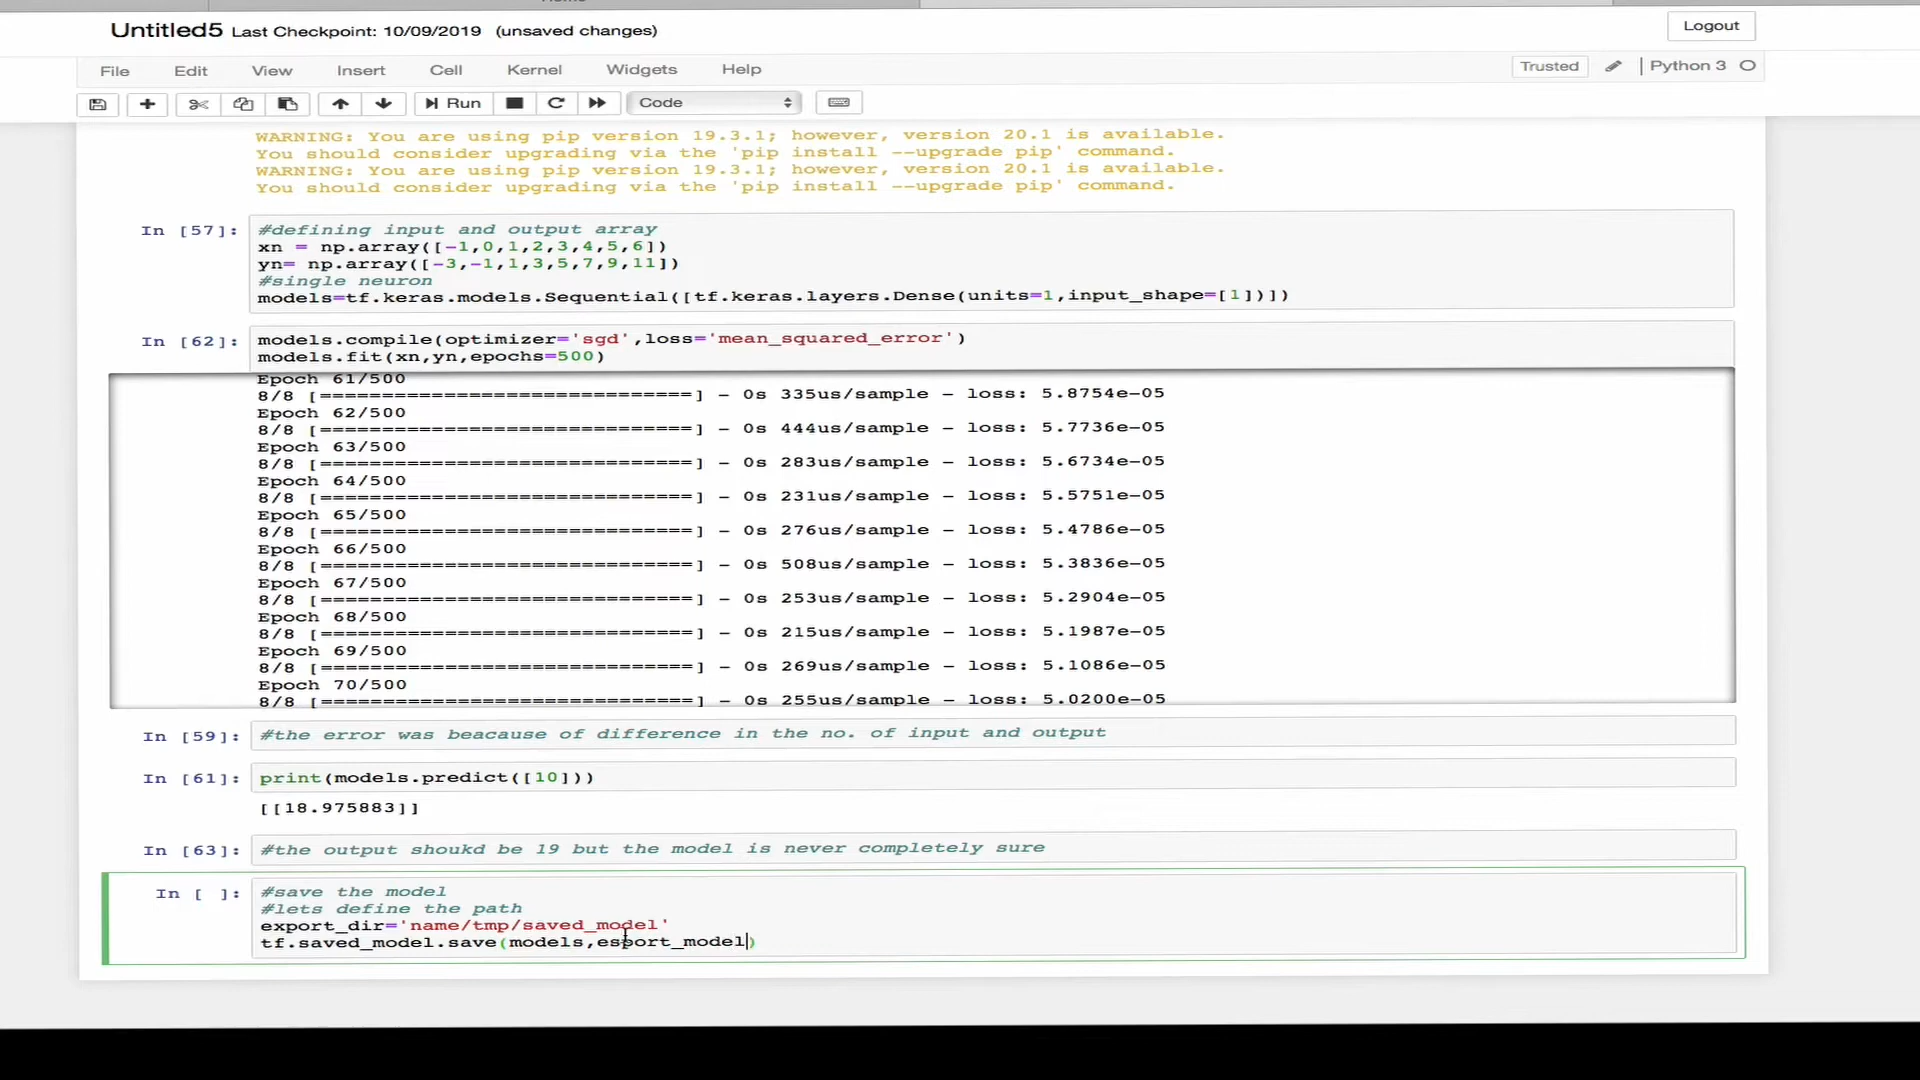 Untitled5 Last Checkpoint: 10/09/2019 (unsaved changes)
Logout
File Edit View Insert Cell Kernel Widgets Help
Trusted Python 3
Run Code
WARNING: You are using pip version 19.3.1; however, version 20.1 is available.
You should consider upgrading via the 'pip install --upgrade pip' command.
WARNING: You are using pip version 19.3.1; however, version 20.1 is available.
You should consider upgrading via the 'pip install --upgrade pip' command.
In [57]: #defining input and output array
xn = np.array([-1,0,1,2,3,4,5,6])
yn= np.array([-3,-1,1,3,5,7,9,11])
#single neuron
models=tf.keras.models.Sequential([tf.keras.layers.Dense(units=1,input_shape=[1])])
In [62]: models.compile(optimizer='sgd',loss='mean_squared_error')
models.fit(xn,yn,epochs=500)
Epoch 61/500
8/8 [==============================] - 0s 335us/sample - loss: 5.8754e-05
Epoch 62/500
8/8 [==============================] - 0s 444us/sample - loss: 5.7736e-05
Epoch 63/500
8/8 [==============================] - 0s 283us/sample - loss: 5.6734e-05
Epoch 64/500
8/8 [==============================] - 0s 231us/sample - loss: 5.5751e-05
Epoch 65/500
8/8 [==============================] - 0s 276us/sample - loss: 5.4786e-05
Epoch 66/500
8/8 [==============================] - 0s 508us/sample - loss: 5.3836e-05
Epoch 67/500
8/8 [==============================] - 0s 253us/sample - loss: 5.2904e-05
Epoch 68/500
8/8 [==============================] - 0s 215us/sample - loss: 5.1987e-05
Epoch 69/500
8/8 [==============================] - 0s 269us/sample - loss: 5.1086e-05
Epoch 70/500
8/8 [==============================] - 0s 255us/sample - loss: 5.0200e-05
In [59]: #the error was beacause of difference in the no. of input and output
In [61]: print(models.predict([10]))
[[18.975883]]
In [63]: #the output shoukd be 19 but the model is never completely sure
In [ ]: #save the model
#lets define the path
export_dir='name/tmp/saved_model'
tf.saved_model.save(models,esport_model)